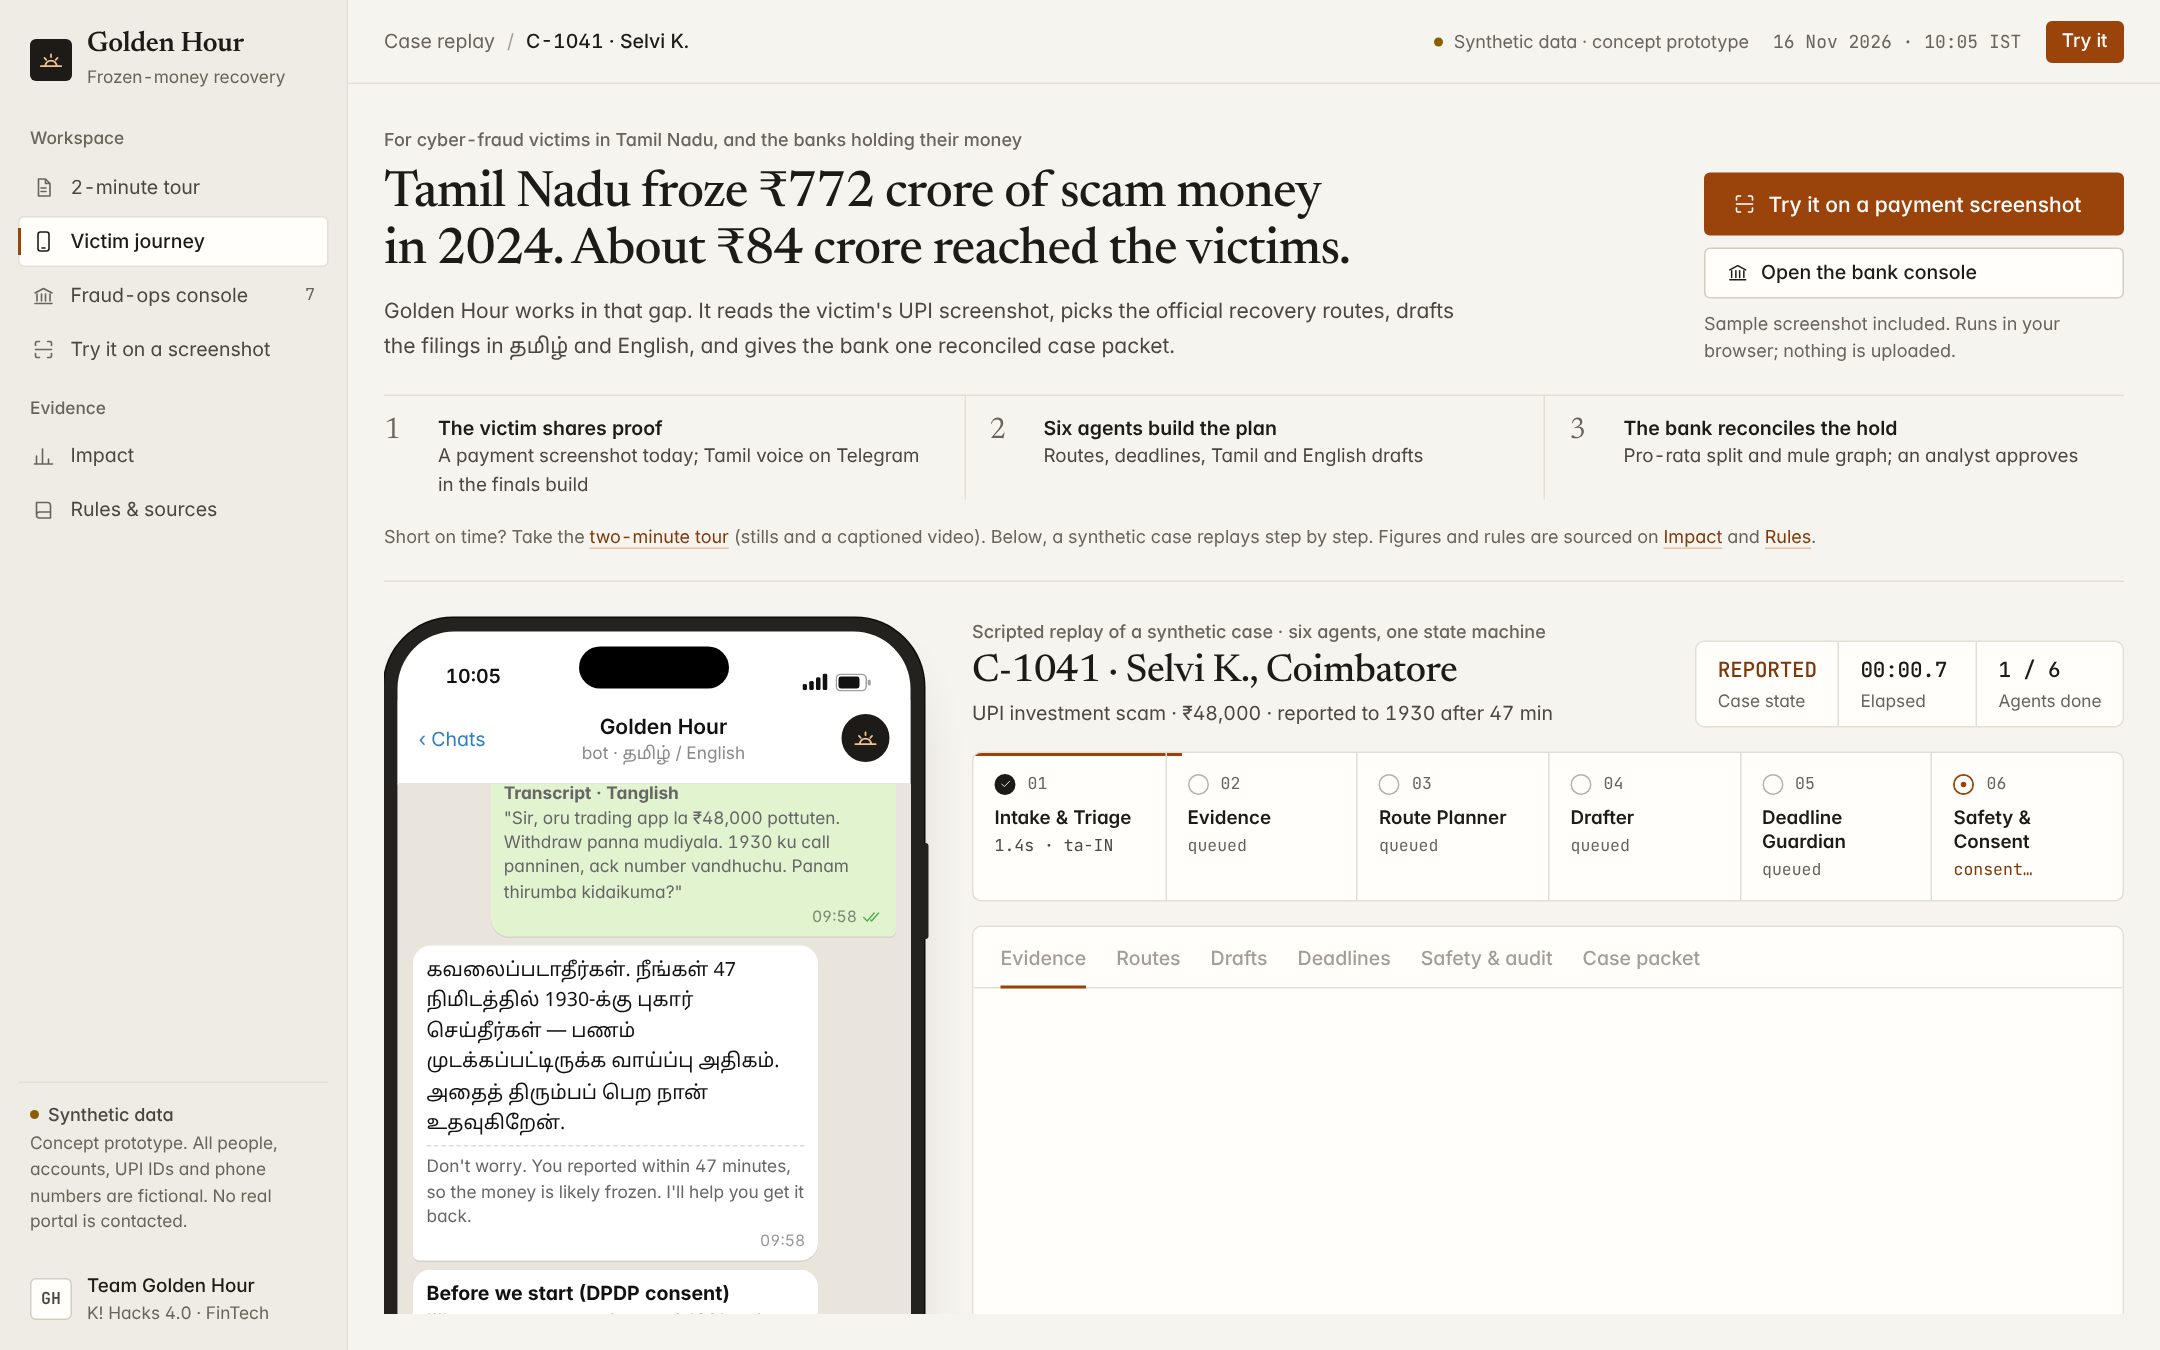 Golden Hour
Frozen-money recovery
Workspace
2-minute tour
Victim journey
Fraud-ops console 7
Try it on a screenshot
Evidence
Impact
Rules & sources
Synthetic data
Concept prototype. All people,
accounts, UPI IDs and phone
numbers are fictional. No real
portal is contacted.
GH
Team Golden Hour
K! Hacks 4.0 · FinTech
Case replay / C-1041 · Selvi K.
Synthetic data · concept prototype 16 Nov 2026 · 10:05 IST Try it
For cyber-fraud victims in Tamil Nadu, and the banks holding their money
Tamil Nadu froze ₹772 crore of scam money
in 2024. About ₹84 crore reached the victims.
Golden Hour works in that gap. It reads the victim's UPI screenshot, picks the official recovery routes, drafts
the filings in தமிழ் and English, and gives the bank one reconciled case packet.
Try it on a payment screenshot
Open the bank console
Sample screenshot included. Runs in your
browser; nothing is uploaded.
1 The victim shares proof
A payment screenshot today; Tamil voice on Telegram
in the finals build
2 Six agents build the plan
Routes, deadlines, Tamil and English drafts
3 The bank reconciles the hold
Pro-rata split and mule graph; an analyst approves
Short on time? Take the two-minute tour (stills and a captioned video). Below, a synthetic case replays step by step. Figures and rules are sourced on Impact and Rules.
10:05
‹ Chats
Golden Hour
bot · தமிழ் / English
Transcript · Tanglish
"Sir, oru trading app la ₹48,000 pottuten.
Withdraw panna mudiyala. 1930 ku call
panninen, ack number vandhuchu. Panam
thirumba kidaikuma?"
09:58
கவலைப்படாதீர்கள். நீங்கள் 47
நிமிடத்தில் 1930-க்கு புகார்
செய்தீர்கள் — பணம்
முடக்கப்பட்டிருக்க வாய்ப்பு அதிகம்.
அதைத் திரும்பப் பெற நான்
உதவுகிறேன்.
Don't worry. You reported within 47 minutes,
so the money is likely frozen. I'll help you get it
back.
09:58
Before we start (DPDP consent)
Scripted replay of a synthetic case · six agents, one state machine
C-1041 · Selvi K., Coimbatore
UPI investment scam · ₹48,000 · reported to 1930 after 47 min
REPORTED
Case state
00:00.7
Elapsed
1 / 6
Agents done
01
Intake & Triage
1.4s · ta-IN
02
Evidence
queued
03
Route Planner
queued
04
Drafter
queued
05
Deadline
Guardian
queued
06
Safety &
Consent
consent…
Evidence Routes Drafts Deadlines Safety & audit Case packet